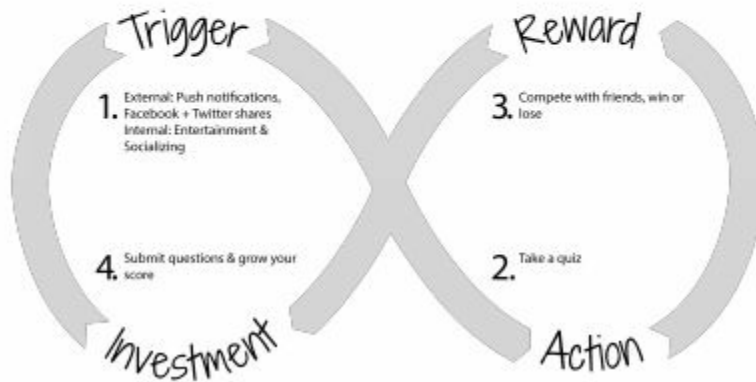 Trigger
1. External: Push notifications,
Facebook + Twitter shares
Internal: Entertainment &
Socializing
Reward
3. Compete with friends, win or
lose
4. Submit questions & grow your
score
Investment
2. Take a quiz
Action